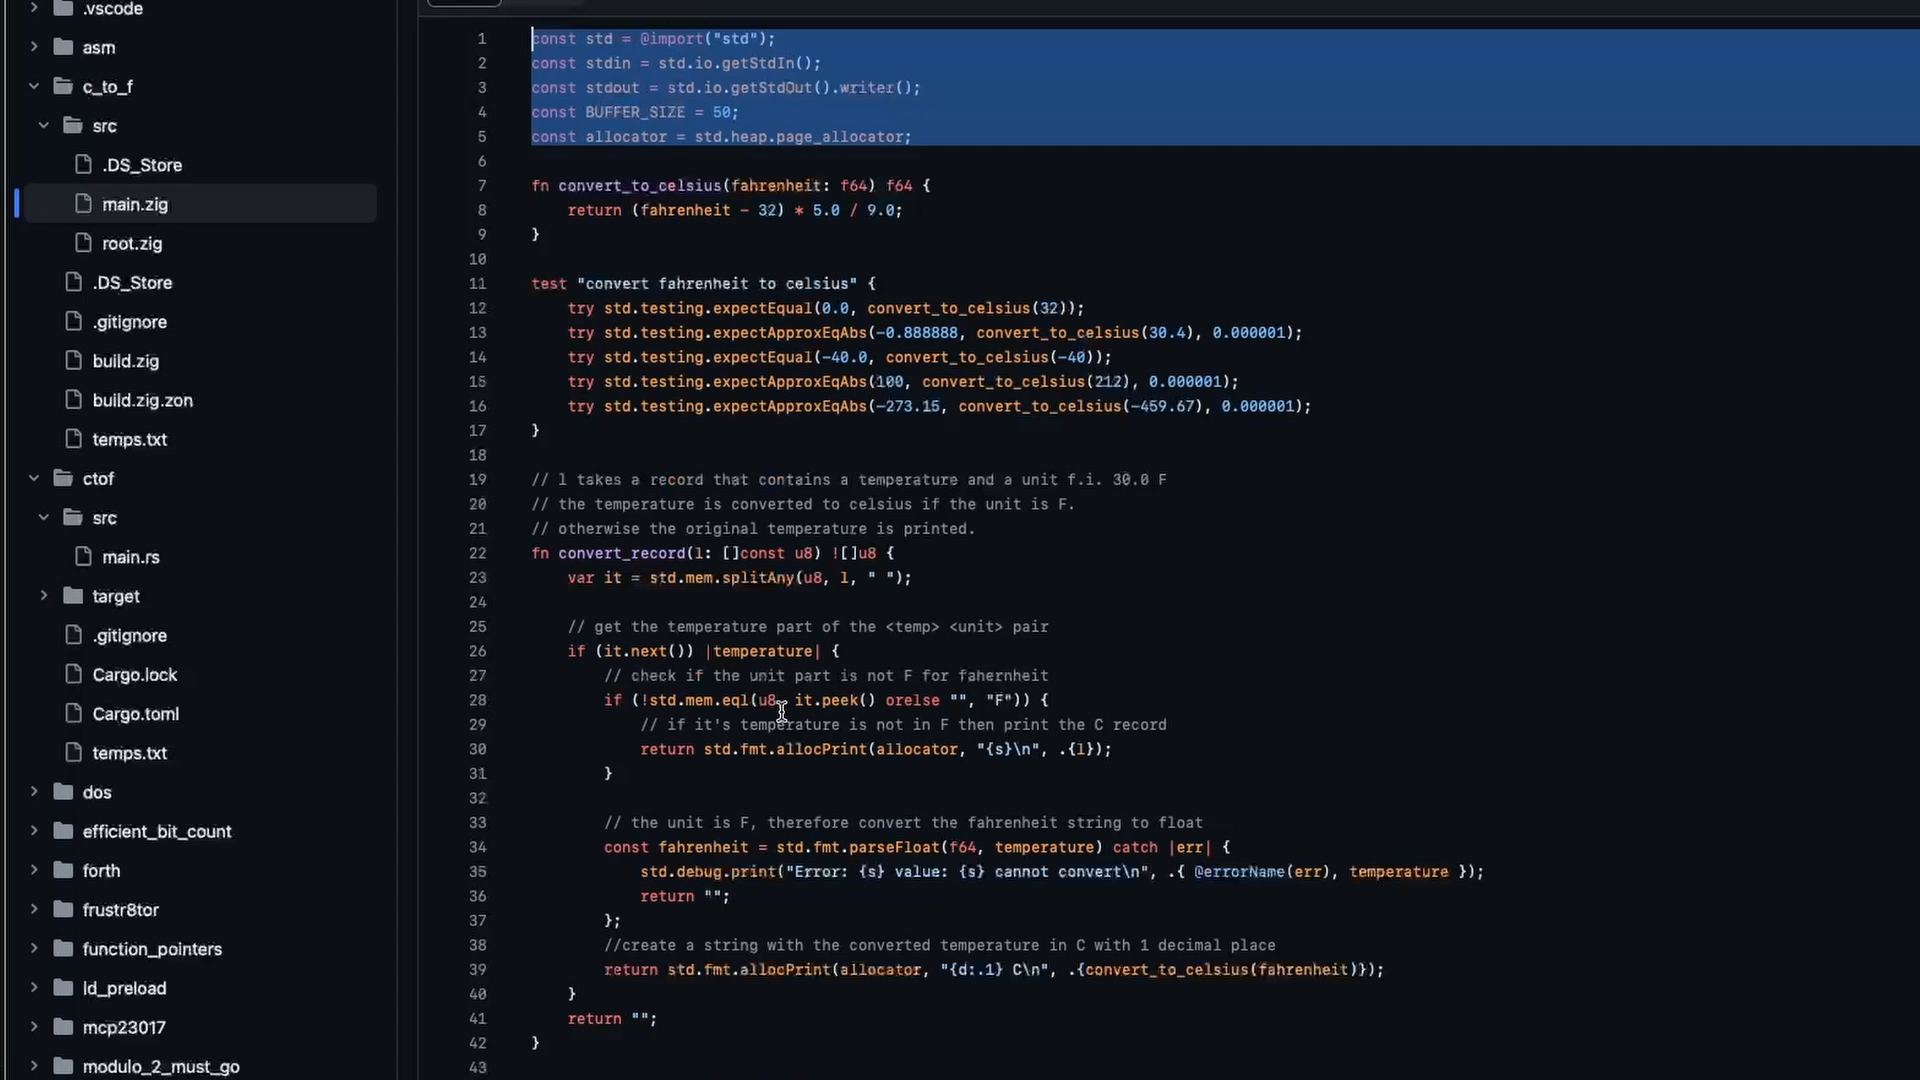 .vscode
asm
c_to_f
src
.DS_Store
main.zig
root.zig
.DS_Store
.gitignore
build.zig
build.zig.zon
temps.txt
ctof
src
main.rs
target
.gitignore
Cargo.lock
Cargo.toml
temps.txt
dos
efficient_bit_count
forth
frustr8tor
function_pointers
ld_preload
mcp23017
modulo_2_must_go
1 const std = @import("std");
2 const stdin = std.io.getStdIn();
3 const stdout = std.io.getStdOut().writer();
4 const BUFFER_SIZE = 50;
5 const allocator = std.heap.page_allocator;
6
7 fn convert_to_celsius(fahrenheit: f64) f64 {
8 return (fahrenheit - 32) * 5.0 / 9.0;
9 }
10
11 test "convert fahrenheit to celsius" {
12 try std.testing.expectEqual(0.0, convert_to_celsius(32));
13 try std.testing.expectApproxEqAbs(-0.888888, convert_to_celsius(30.4), 0.000001);
14 try std.testing.expectEqual(-40.0, convert_to_celsius(-40));
15 try std.testing.expectApproxEqAbs(100, convert_to_celsius(212), 0.000001);
16 try std.testing.expectApproxEqAbs(-273.15, convert_to_celsius(-459.67), 0.000001);
17 }
18
19 // l takes a record that contains a temperature and a unit f.i. 30.0 F
20 // the temperature is converted to celsius if the unit is F.
21 // otherwise the original temperature is printed.
22 fn convert_record(l: []const u8) ![]u8 {
23 var it = std.mem.splitAny(u8, l, " ");
24
25 // get the temperature part of the <temp> <unit> pair
26 if (it.next()) |temperature| {
27 // check if the unit part is not F for fahernheit
28 if (!std.mem.eql(u8, it.peek() orelse "", "F")) {
29 // if it's temperature is not in F then print the C record
30 return std.fmt.allocPrint(allocator, "{s}\n", .{l});
31 }
32
33 // the unit is F, therefore convert the fahrenheit string to float
34 const fahrenheit = std.fmt.parseFloat(f64, temperature) catch |err| {
35 std.debug.print("Error: {s} value: {s} cannot convert\n", .{ @errorName(err), temperature });
36 return "";
37 };
38 //create a string with the converted temperature in C with 1 decimal place
39 return std.fmt.allocPrint(allocator, "{d:.1} C\n", .{convert_to_celsius(fahrenheit)});
40 }
41 return "";
42 }
43